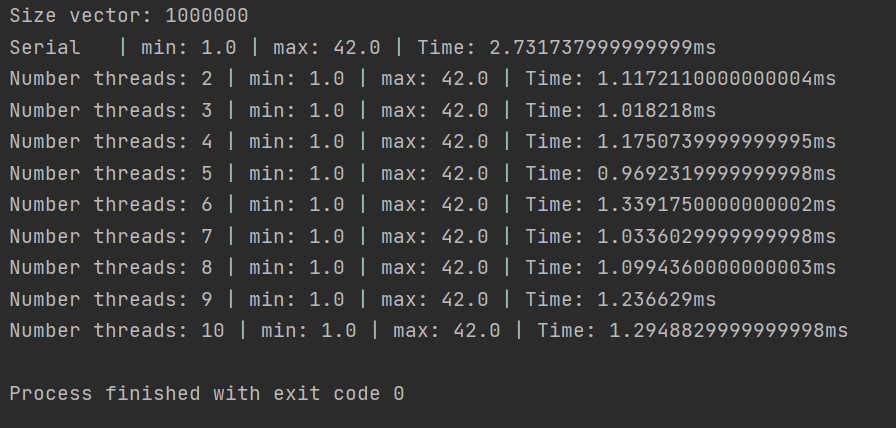 Size vector: 1000000
Serial   | min: 1.0 | max: 42.0 | Time: 2.731737999999999ms
Number threads: 2 | min: 1.0 | max: 42.0 | Time: 1.1172110000000004ms
Number threads: 3 | min: 1.0 | max: 42.0 | Time: 1.018218ms
Number threads: 4 | min: 1.0 | max: 42.0 | Time: 1.1750739999999995ms
Number threads: 5 | min: 1.0 | max: 42.0 | Time: 0.9692319999999998ms
Number threads: 6 | min: 1.0 | max: 42.0 | Time: 1.3391750000000002ms
Number threads: 7 | min: 1.0 | max: 42.0 | Time: 1.0336029999999998ms
Number threads: 8 | min: 1.0 | max: 42.0 | Time: 1.0994360000000003ms
Number threads: 9 | min: 1.0 | max: 42.0 | Time: 1.236629ms
Number threads: 10 | min: 1.0 | max: 42.0 | Time: 1.2948829999999998ms
Process finished with exit code 0